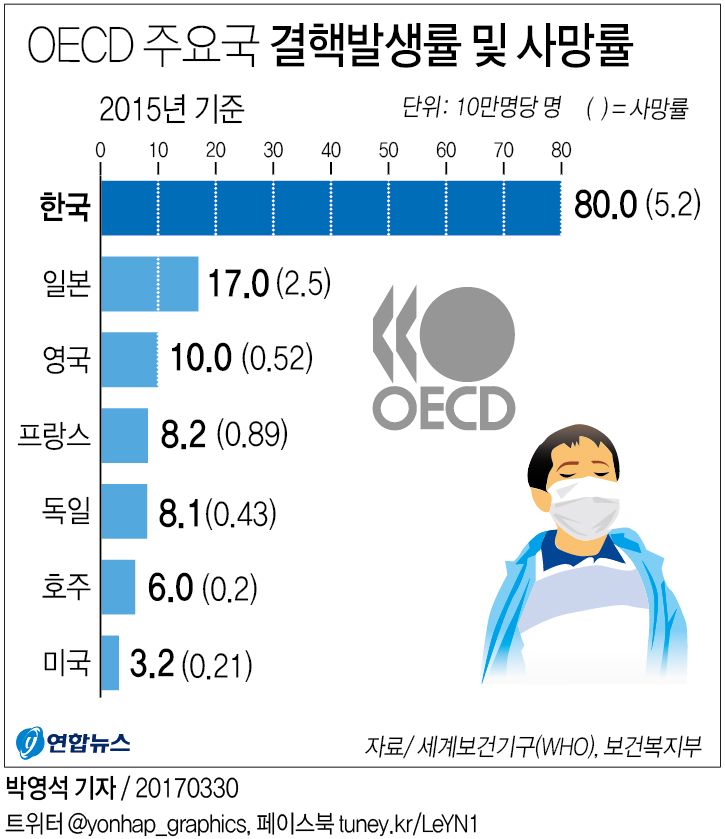 OECD 주요국 결핵발생률 및 사망률
2015년 기준
단위: 10만명당 명 ( ) = 사망률
0 10 20 30 40 50 60 70 80
한국 80.0 (5.2)
일본 17.0 (2.5)
영국 10.0 (0.52)
프랑스 8.2 (0.89)
독일 8.1(0.43)
호주 6.0 (0.2)
미국 3.2 (0.21)
OECD
y 연합뉴스
자료/ 세계보건기구(WHO), 보건복지부
박영석 기자 / 20170330
트위터 @yonhap_graphics, 페이스북 tuney.kr/LeYN1